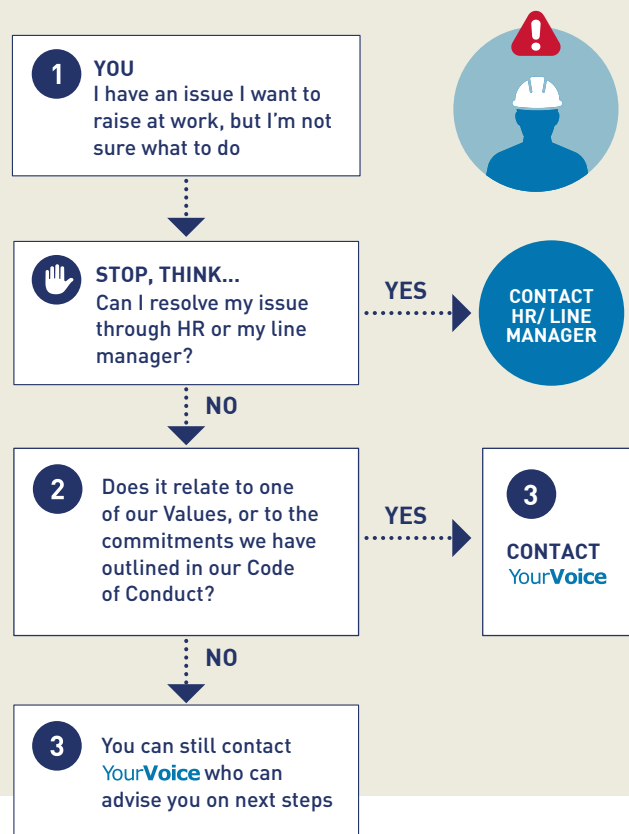 1
YOU
I have an issue I want to
raise at work, but I'm not
sure what to do
STOP, THINK...
Can I resolve my issue
through HR or my line
manager?
YES
CONTACT
HR/ LINE
MANAGER
NO
2
Does it relate to one
of our Values, or to the
commitments we have
outlined in our Code
of Conduct?
YES
3
CONTACT
YourVoice
NO
3
You can still contact
YourVoice who can
advise you on next steps